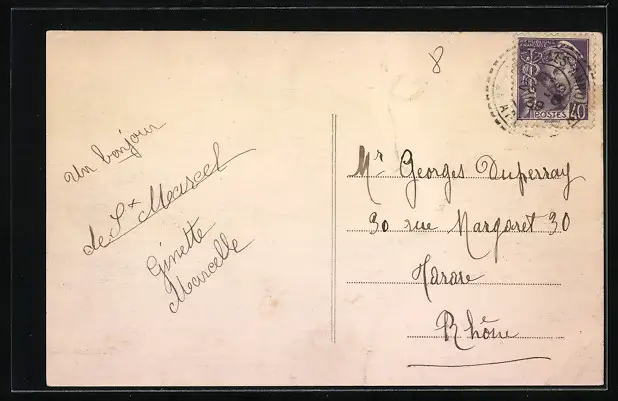 8
POSTES
40
Un bonjour
de St Marcel
Ginette
Marcelle
Mr Georges Duperray
30 rue Margaret 30
Tarare
Rhône